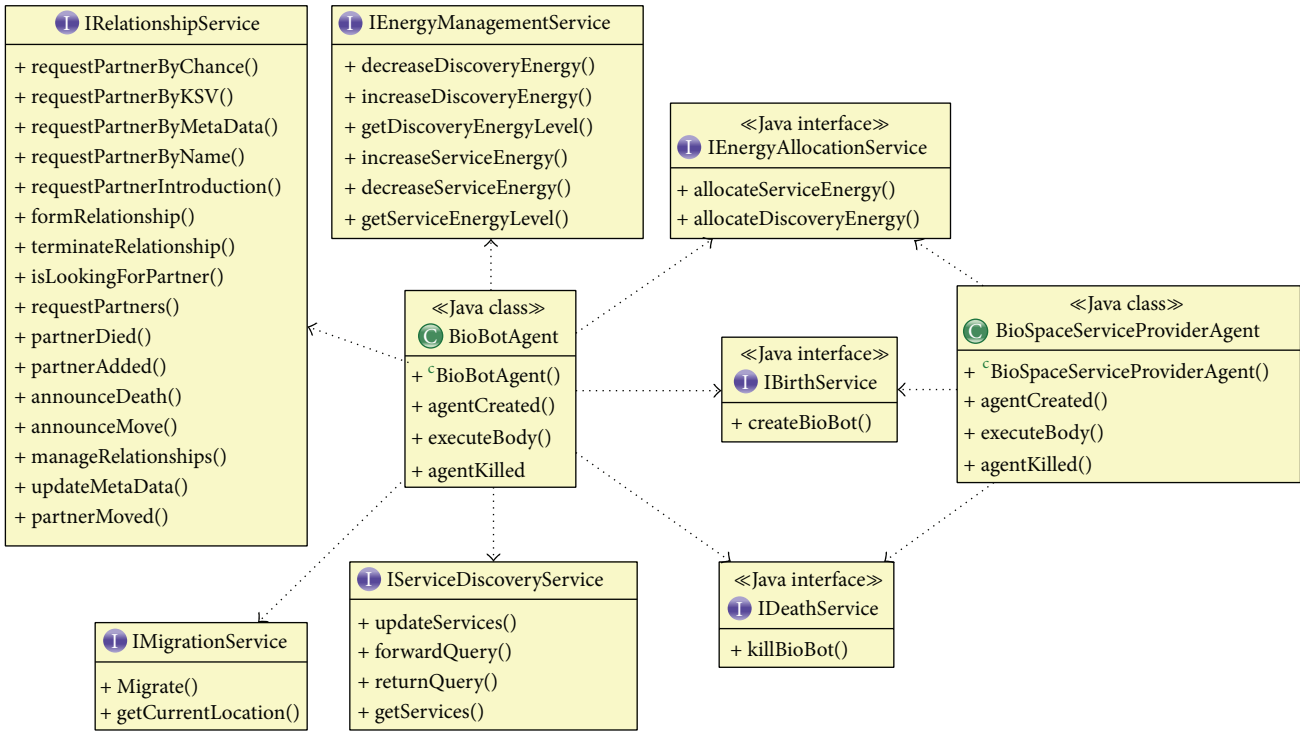 I IRelationshipService
+ requestPartnerByChance()
+ requestPartnerByKSV()
+ requestPartnerByMetaData()
+ requestPartnerByName()
+ requestPartnerIntroduction()
+ formRelationship()
+ terminateRelationship()
+ isLookingForPartner()
+ requestPartners()
+ partnerDied()
+ partnerAdded()
+ announceDeath()
+ announceMove()
+ manageRelationships()
+ updateMetaData()
+ partnerMoved()
I IEnergyManagementService
+ decreaseDiscoveryEnergy()
+ increaseDiscoveryEnergy()
+ getDiscoveryEnergyLevel()
+ increaseServiceEnergy()
+ decreaseServiceEnergy()
+ getServiceEnergyLevel()
≪Java interface≫
I IEnergyAllocationService
+ allocateServiceEnergy()
+ allocateDiscoveryEnergy()
≪Java class≫
C BioBotAgent
+ cBioBotAgent()
+ agentCreated()
+ executeBody()
+ agentKilled
≪Java interface≫
I IBirthService
+ createBioBot()
≪Java class≫
C BioSpaceServiceProviderAgent
+ cBioSpaceServiceProviderAgent()
+ agentCreated()
+ executeBody()
+ agentKilled()
I IMigrationService
+ Migrate()
+ getCurrentLocation()
I IServiceDiscoveryService
+ updateServices()
+ forwardQuery()
+ returnQuery()
+ getServices()
≪Java interface≫
I IDeathService
+ killBioBot()